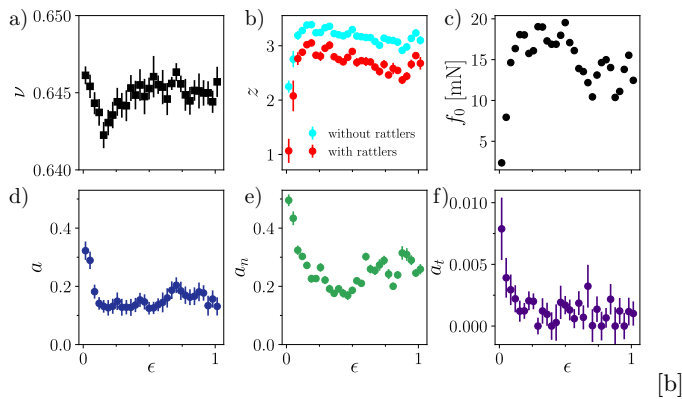 a) b) c)
0.650
0.645
0.640
ν
3
2
1
z
without rattlers
with rattlers
20
15
10
5
f₀ [mN]
d) e) f)
0.4
0.2
0.0
a
0 1
ϵ
0.4
0.2
0.0
aₙ
0 1
ϵ
0.010
0.005
0.000
aₜ
0 1
ϵ
[b]